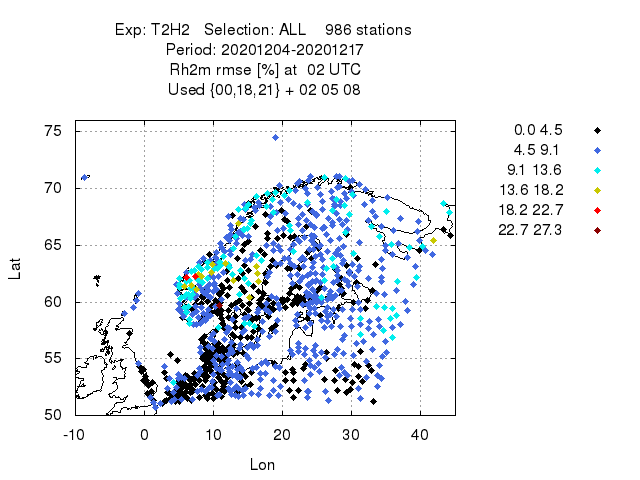 Exp: T2H2 Selection: ALL 986 stations
Period: 20201204-20201217
Rh2m rmse [%] at 02 UTC
Used {00,18,21} + 02 05 08
0.0 4.5
4.5 9.1
9.1 13.6
13.6 18.2
18.2 22.7
22.7 27.3
75
70
65
60
55
50
Lat
-10 0 10 20 30 40
Lon